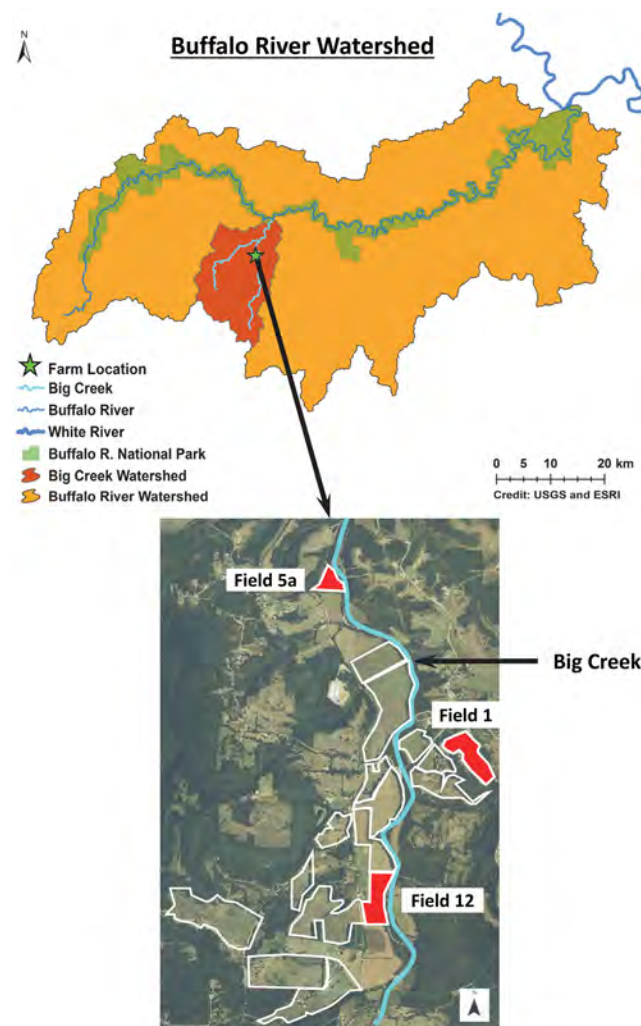 Buffalo River Watershed
N
Farm Location
Big Creek
Buffalo River
White River
Buffalo R. National Park
Big Creek Watershed
Buffalo River Watershed
0 5 10 20 km
Credit: USGS and ESRI
Field 5a
Big Creek
Field 1
Field 12